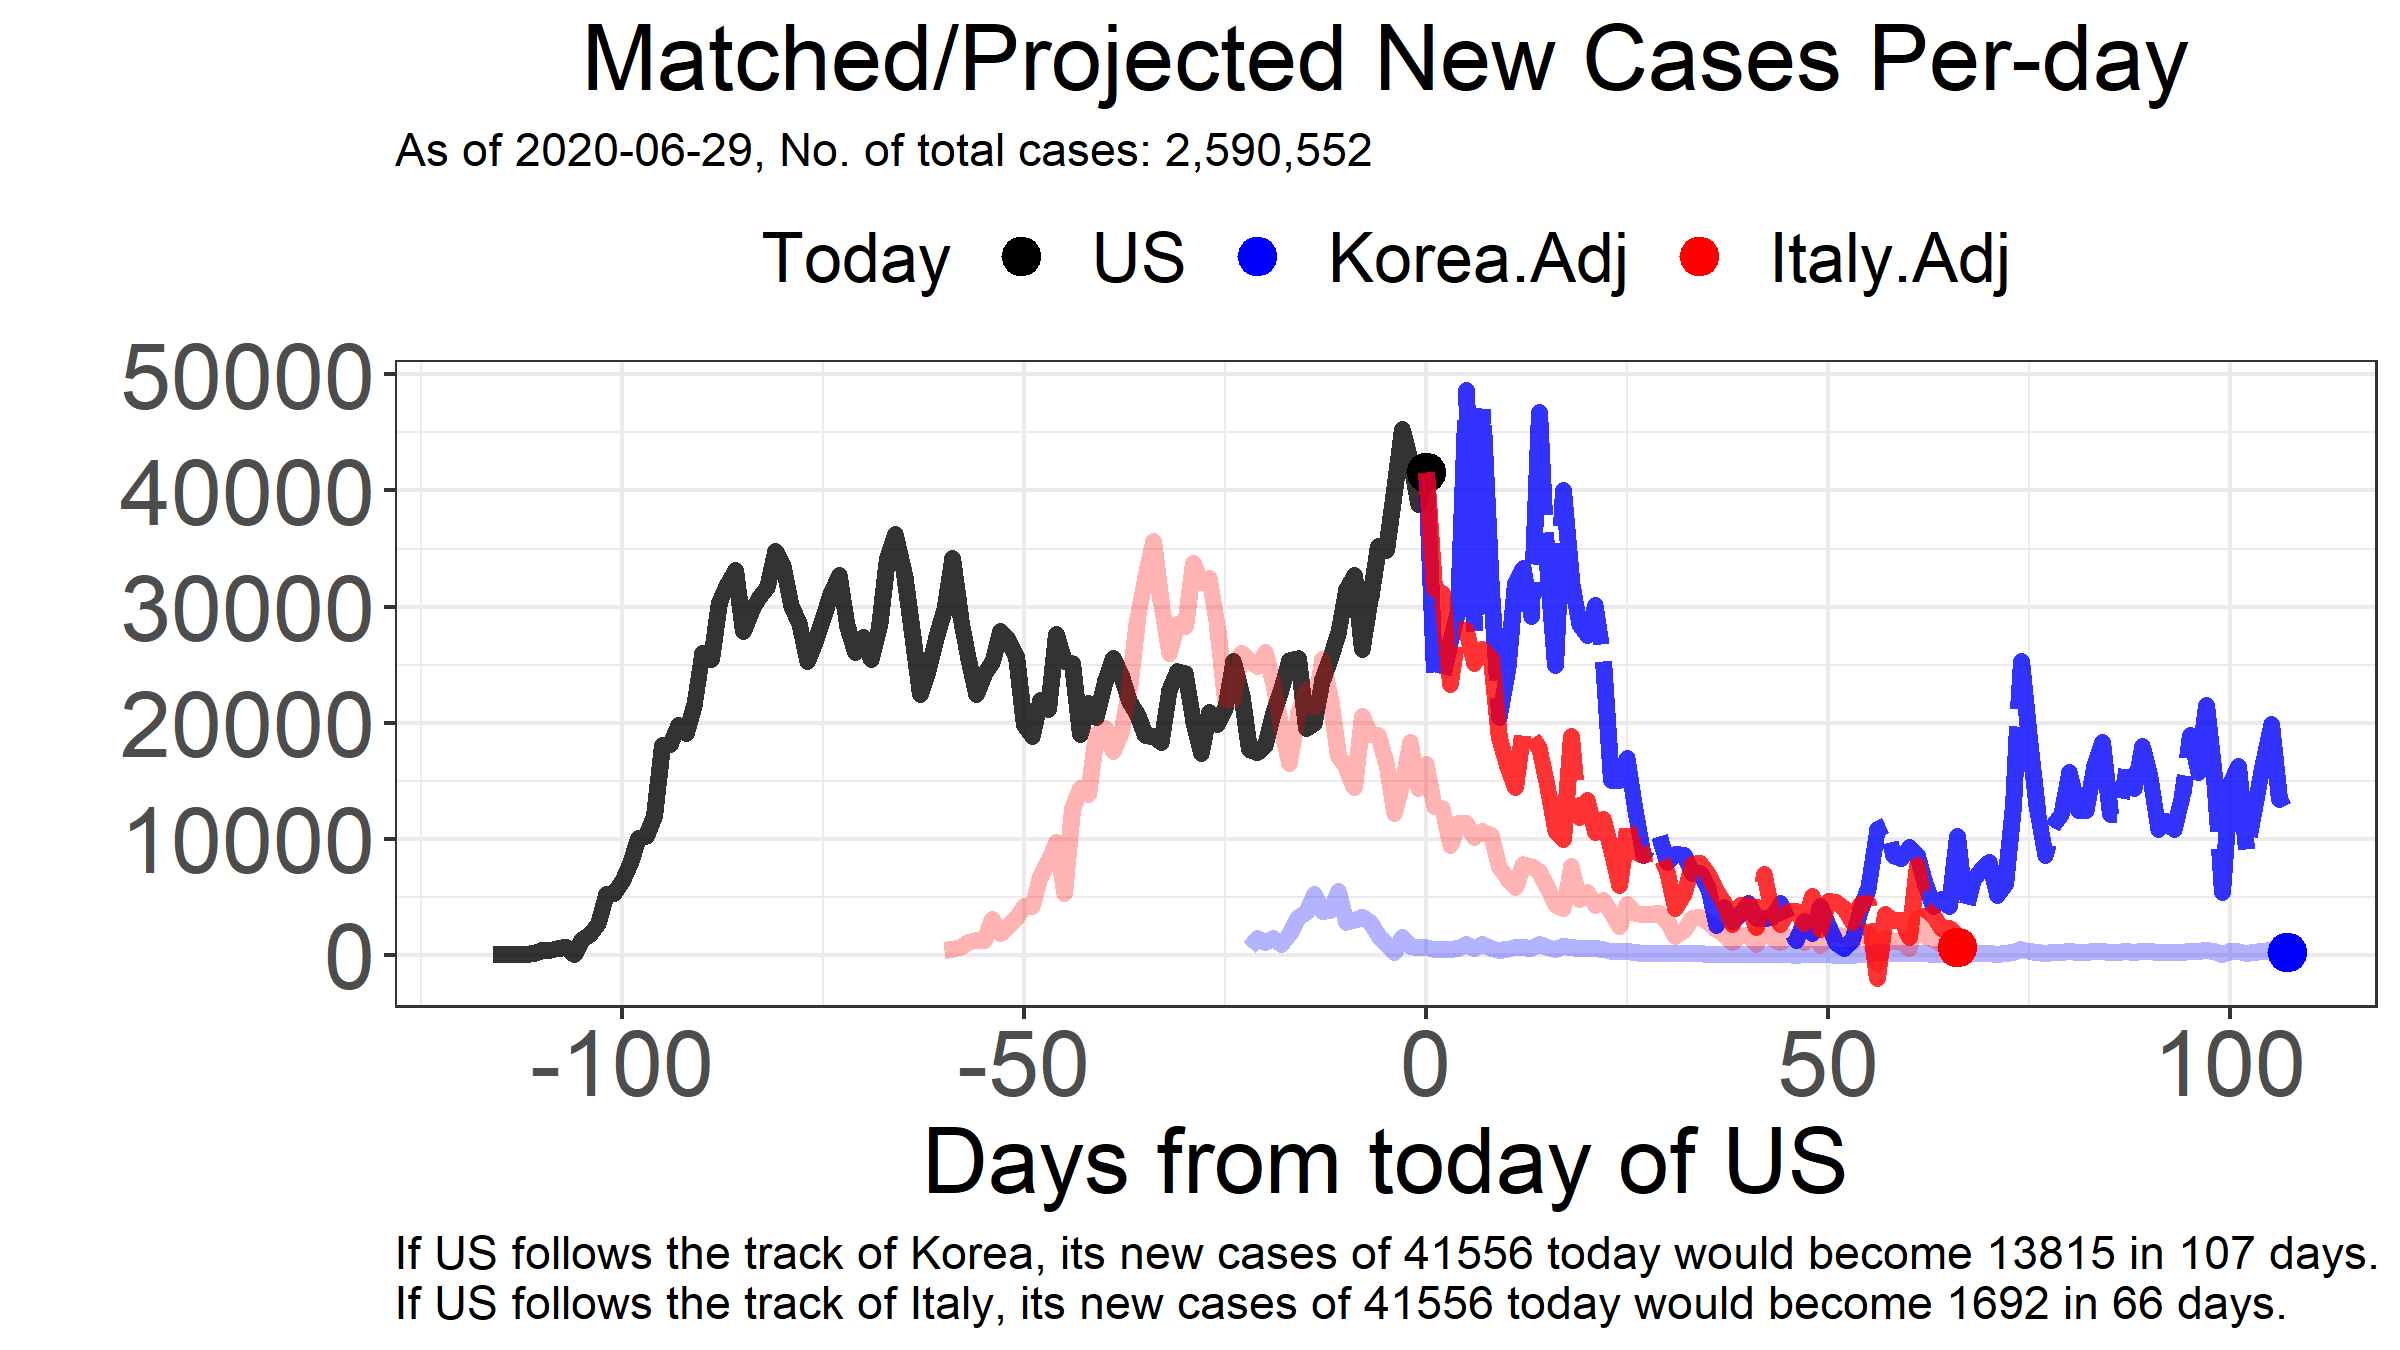 Matched/Projected New Cases Per-day
As of 2020-06-29, No. of total cases: 2,590,552
Today US Korea.Adj Italy.Adj
50000
40000
30000
20000
10000
0
-100 -50 0 50 100
Days from today of US
If US follows the track of Korea, its new cases of 41556 today would become 13815 in 107 days.
If US follows the track of Italy, its new cases of 41556 today would become 1692 in 66 days.